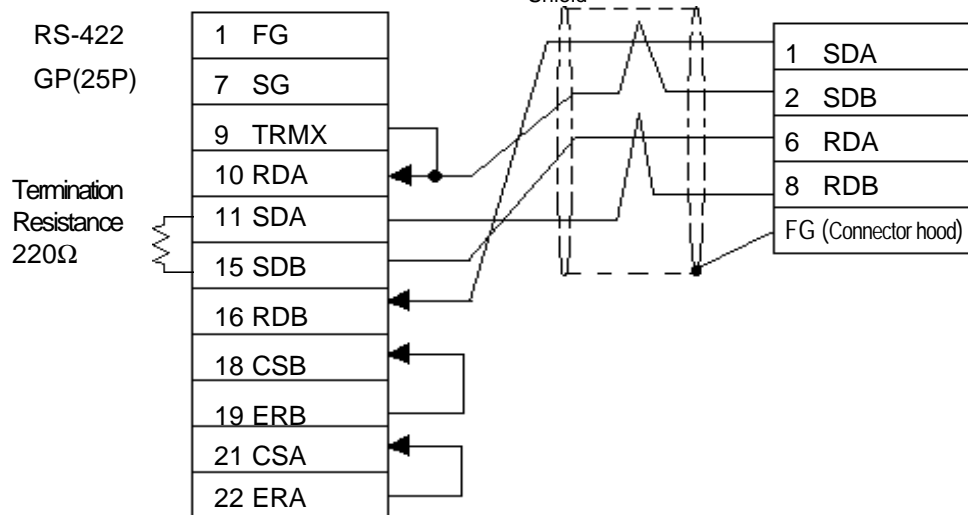 Shield
RS-422
GP(25P)
1 FG
7 SG
9 TRMX
10 RDA
11 SDA
15 SDB
16 RDB
18 CSB
19 ERB
21 CSA
22 ERA
Termination
Resistance
220Ω
1 SDA
2 SDB
6 RDA
8 RDB
FG (Connector hood)